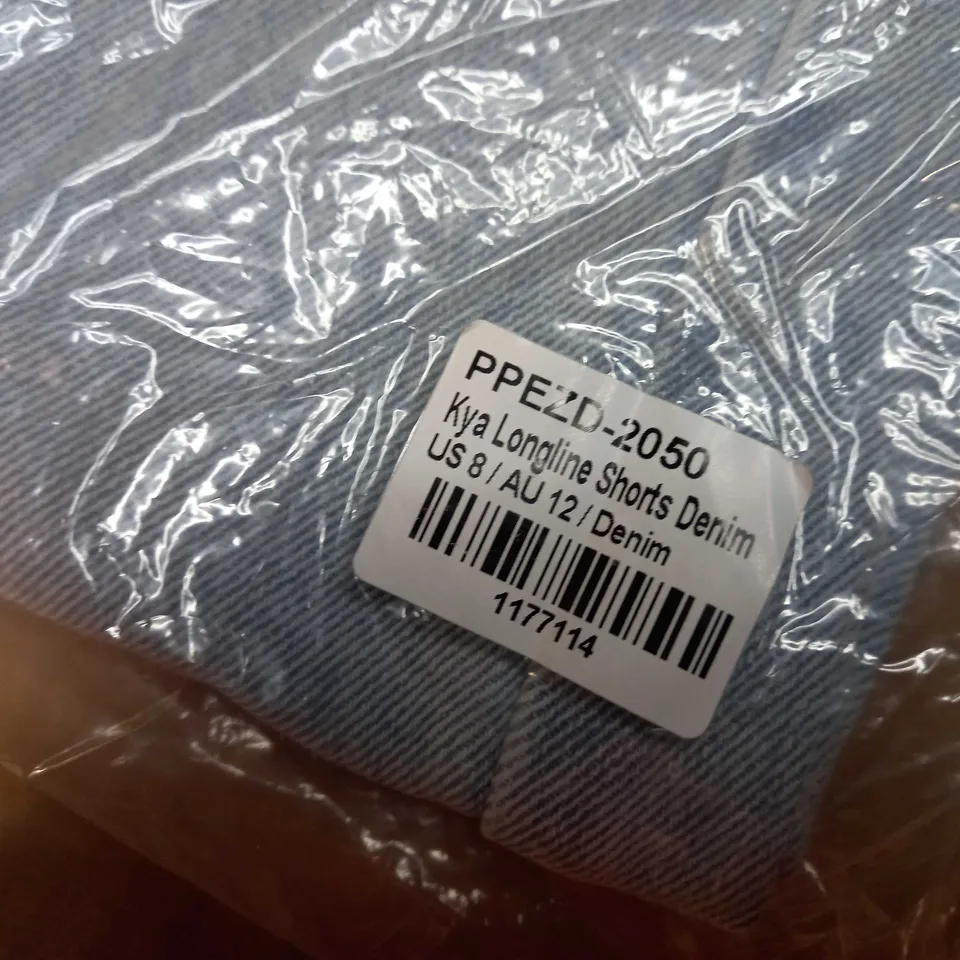 PPEZD-2050
Kya Longline Shorts Denim
US 8 / AU 12 / Denim
1177114